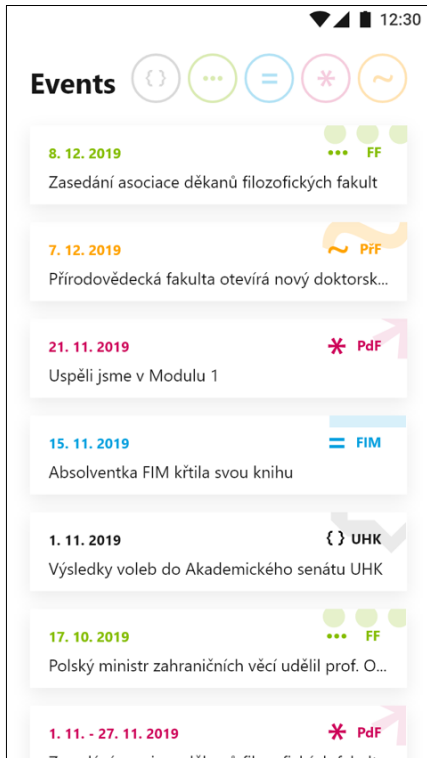 12:30
Events {} ... = * ~
8. 12. 2019 ... FF
Zasedání asociace děkanů filozofických fakult
7. 12. 2019 ~ PřF
Přírodovědecká fakulta otevírá nový doktorsk...
21. 11. 2019 * PdF
Uspěli jsme v Modulu 1
15. 11. 2019 = FIM
Absolventka FIM křtila svou knihu
1. 11. 2019 {} UHK
Výsledky voleb do Akademického senátu UHK
17. 10. 2019 ... FF
Polský ministr zahraničních věcí udělil prof. O...
1. 11. - 27. 11. 2019 * PdF